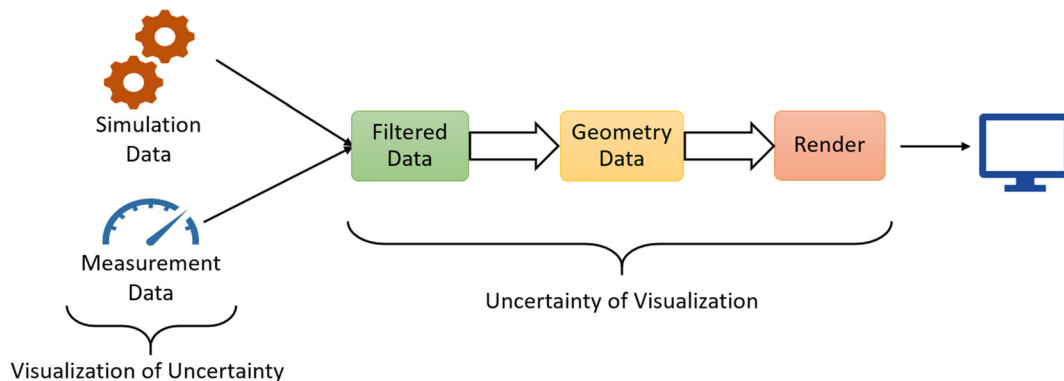 Simulation
Data
Measurement
Data
Visualization of Uncertainty
Filtered
Data
Geometry
Data
Render
Uncertainty of Visualization